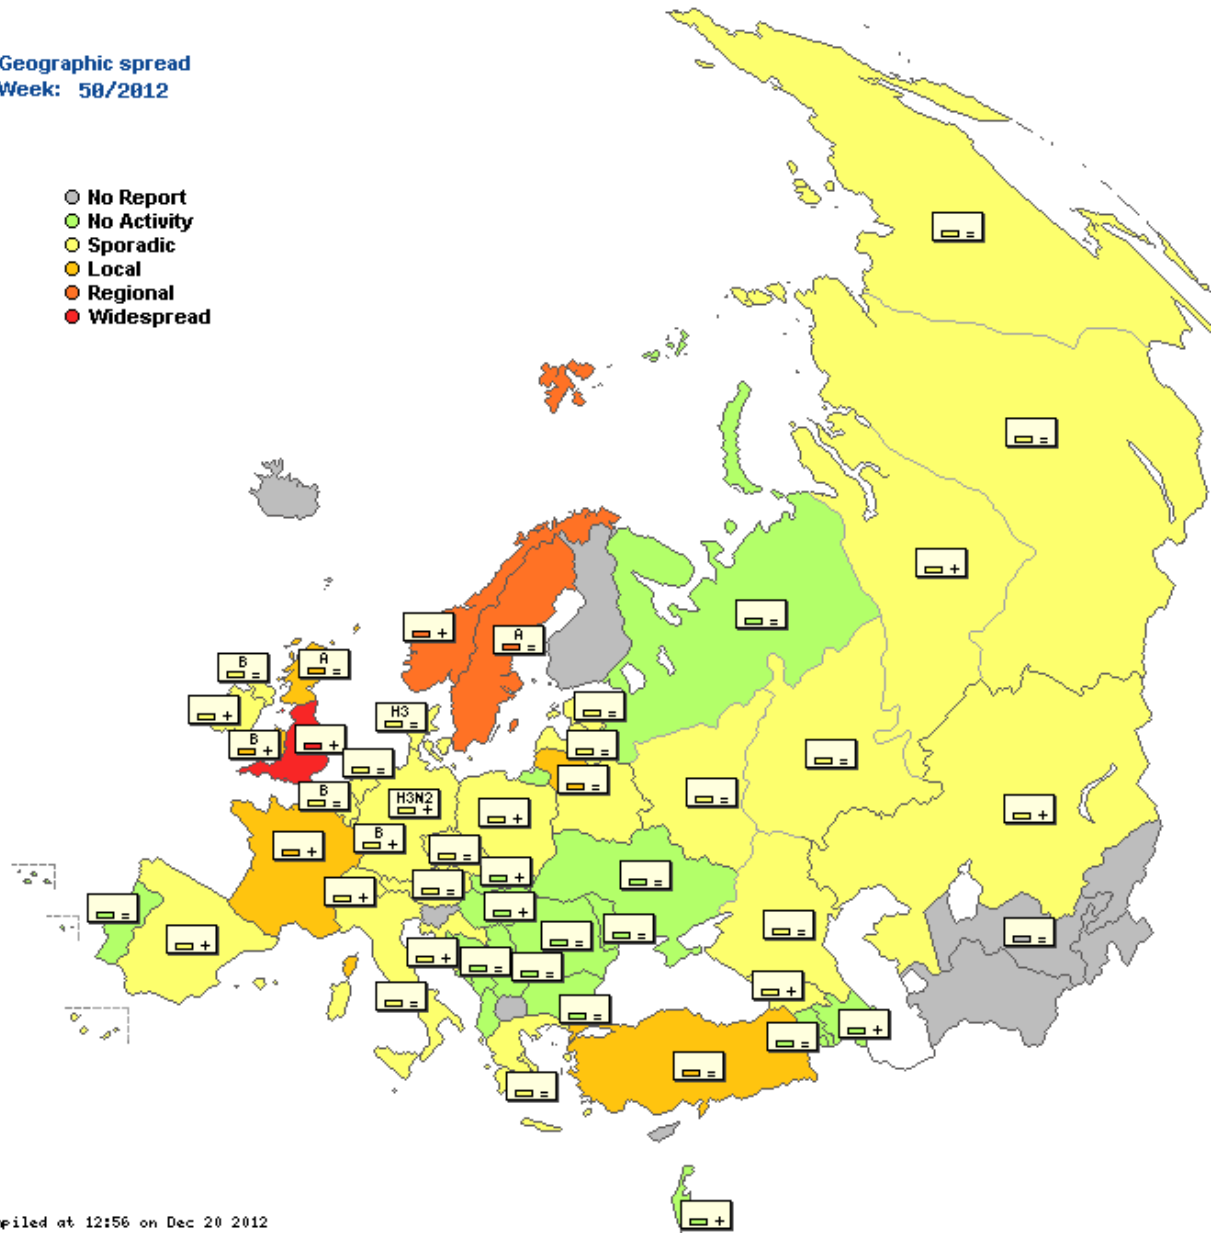 Geographic spread
Week: 50/2012
No Report
No Activity
Sporadic
Local
Regional
Widespread
=
=
+
=
+
A =
B =
A =
+
H3 =
=
B +
+
=
=
=
=
=
B =
H3N2 +
+
=
+
+
B +
=
+
=
=
+
=
+
=
+
=
=
=
=
+
=
=
=
+
=
=
+
=
=
=
+
piled at 12:56 on Dec 20 2012